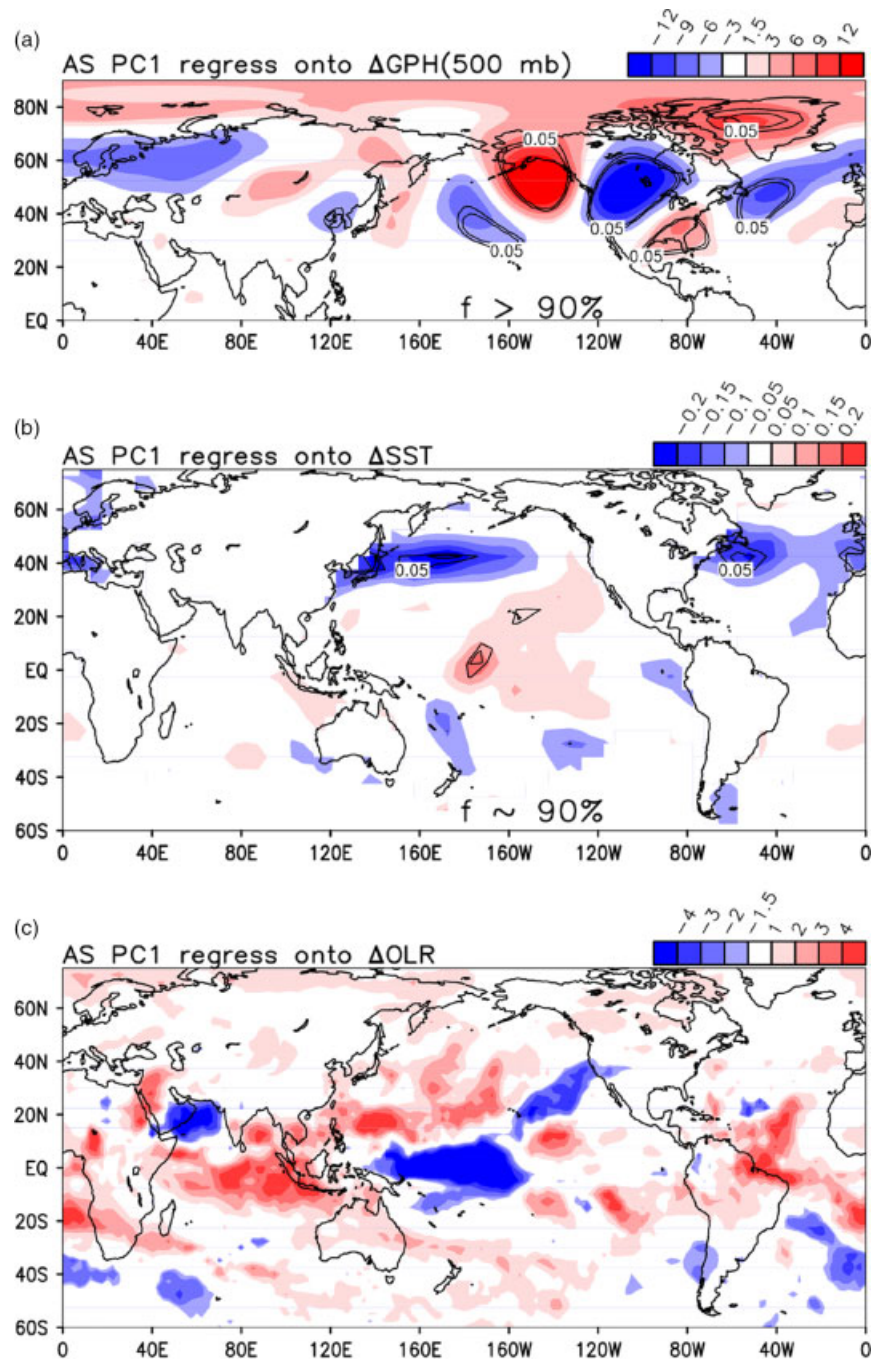 (a)
-12 -9 -6 -3 1.5 3 6 9 12
AS PC1 regress onto ΔGPH(500 mb)
80N
60N
40N
20N
EQ
0.05
0.05
0.05
0.05
0.05
f > 90%
0 40E 80E 120E 160E 160W 120W 80W 40W 0
(b)
-0.2 -0.15 -0.1 -0.05 0.05 0.1 0.15 0.2
AS PC1 regress onto ΔSST
60N
40N
20N
EQ
20S
40S
60S
0.05
0.05
f ~ 90%
0 40E 80E 120E 160E 160W 120W 80W 40W 0
(c)
-4 -3 -2 -1.5 1 2 3 4
AS PC1 regress onto ΔOLR
60N
40N
20N
EQ
20S
40S
60S
0 40E 80E 120E 160E 160W 120W 80W 40W 0